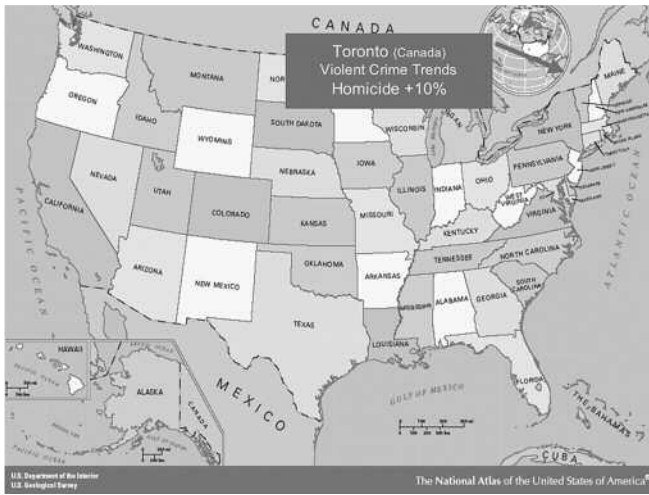 CANADA
Toronto (Canada)
Violent Crime Trends
Homicide +10%
WASHINGTON
MONTANA
NOR
MAINE
OREGON
IDAHO
WYOMING
SOUTH DAKOTA
WISCONSIN
NEW YORK
NEBRASKA
IOWA
PENNSYLVANIA
NEVADA
UTAH
COLORADO
KANSAS
MISSOURI
ILLINOIS
INDIANA
OHIO
WEST VIRGINIA
VIRGINIA
CALIFORNIA
KENTUCKY
ARIZONA
NEW MEXICO
OKLAHOMA
ARKANSAS
TENNESSEE
NORTH CAROLINA
SOUTH CAROLINA
TEXAS
LOUISIANA
MISSISSIPPI
ALABAMA
GEORGIA
FLORIDA
PACIFIC OCEAN
ATLANTIC OCEAN
HAWAII
ALASKA
CANADA
MEXICO
GULF OF MEXICO
THE BAHAMAS
CUBA
U.S. Department of the Interior
U.S. Geological Survey
The National Atlas of the United States of America®